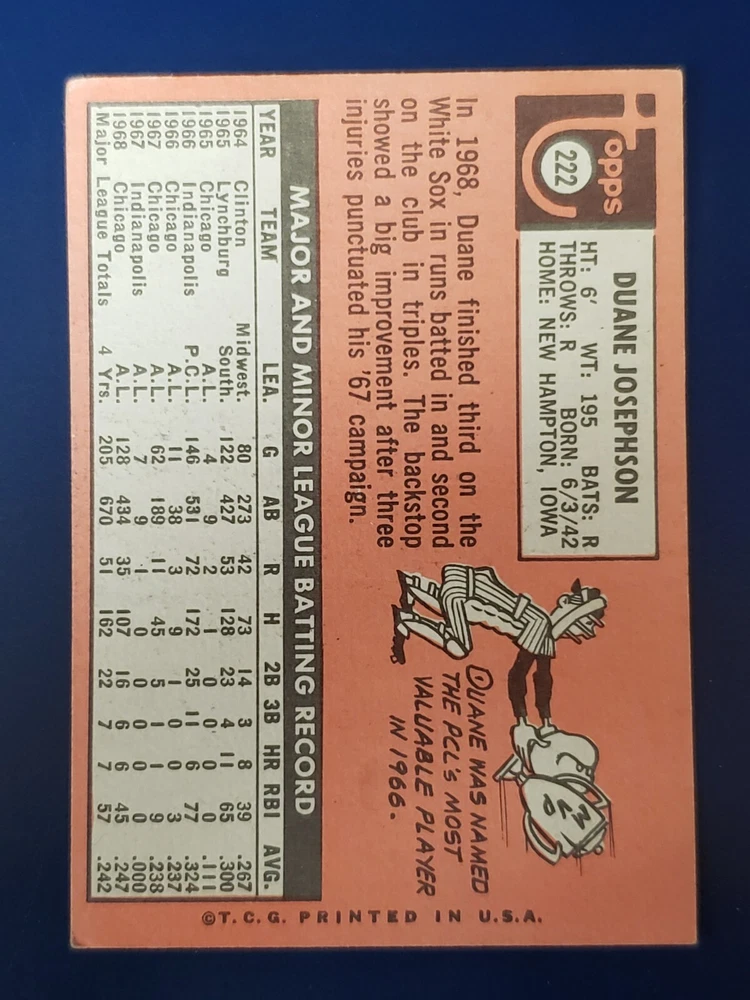 Topps
222
DUANE JOSEPHSON
HT: 6' WT: 195 BATS: R
THROWS: R BORN: 6/3/42
HOME: NEW HAMPTON, IOWA
In 1968, Duane finished third on the
White Sox in runs batted in and second
on the club in triples. The backstop
showed a big improvement after three
injuries punctuated his '67 campaign.
DUANE WAS NAMED
THE PCL'S MOST
VALUABLE PLAYER
IN 1966.
MAJOR AND MINOR LEAGUE BATTING RECORD
YEAR TEAM LEA. G AB R H 2B 3B HR RBI AVG.
1964 Clinton Midwest. 80 273 42 73 14 3 8 39 .267
1965 Lynchburg South. 122 427 53 128 23 4 11 65 .300
1965 Chicago A.L. 4 9 2 1 0 0 0 0 .111
1966 Indianapolis P.C.L. 146 531 72 172 25 11 6 77 .324
1966 Chicago A.L. 11 38 3 9 1 0 0 3 .237
1967 Chicago A.L. 62 189 11 45 5 1 1 9 .238
1967 Indianapolis A.L. 7 9 1 0 0 0 0 0 .000
1968 Chicago A.L. 128 434 35 107 16 6 6 45 .247
Major League Totals 4 Yrs. 205 670 51 162 22 7 7 57 .242
©T.C.G. PRINTED IN U.S.A.